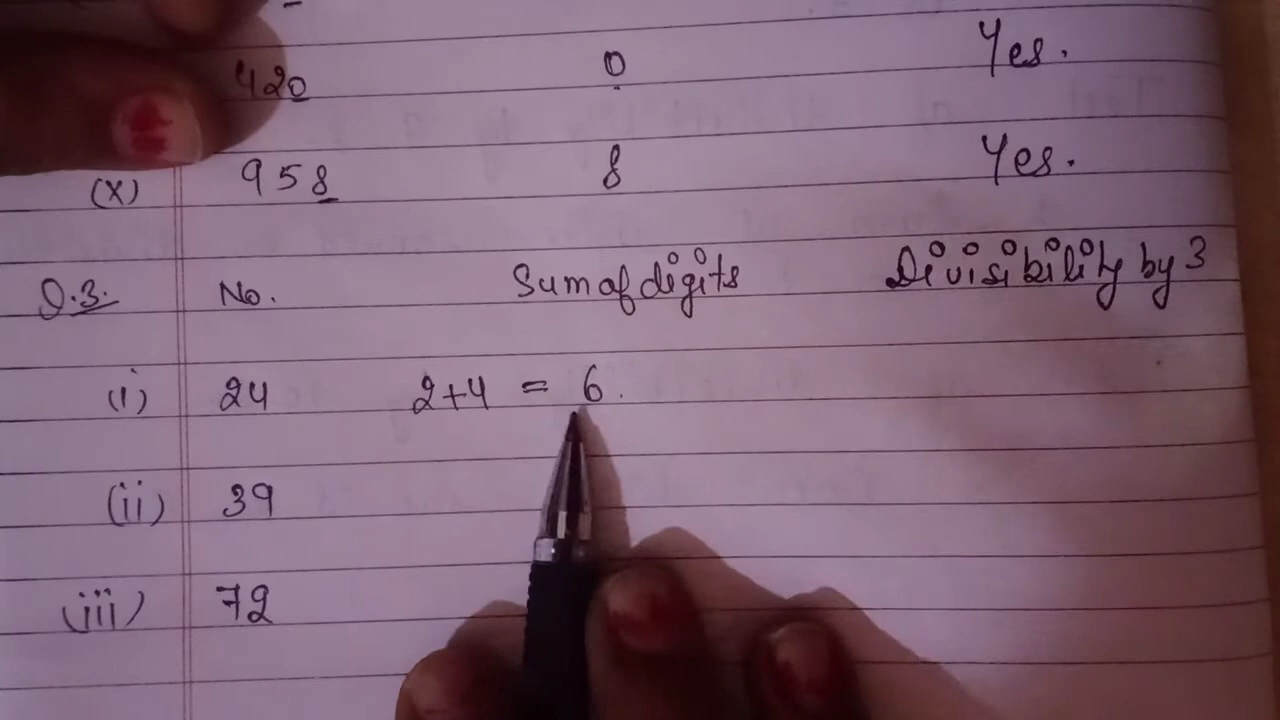 420 0 Yes.
(x) 958 8 Yes.
Q.3. No. Sum of digits Divisibility by 3
(i) 24 2+4 = 6.
(ii) 39
(iii) 72